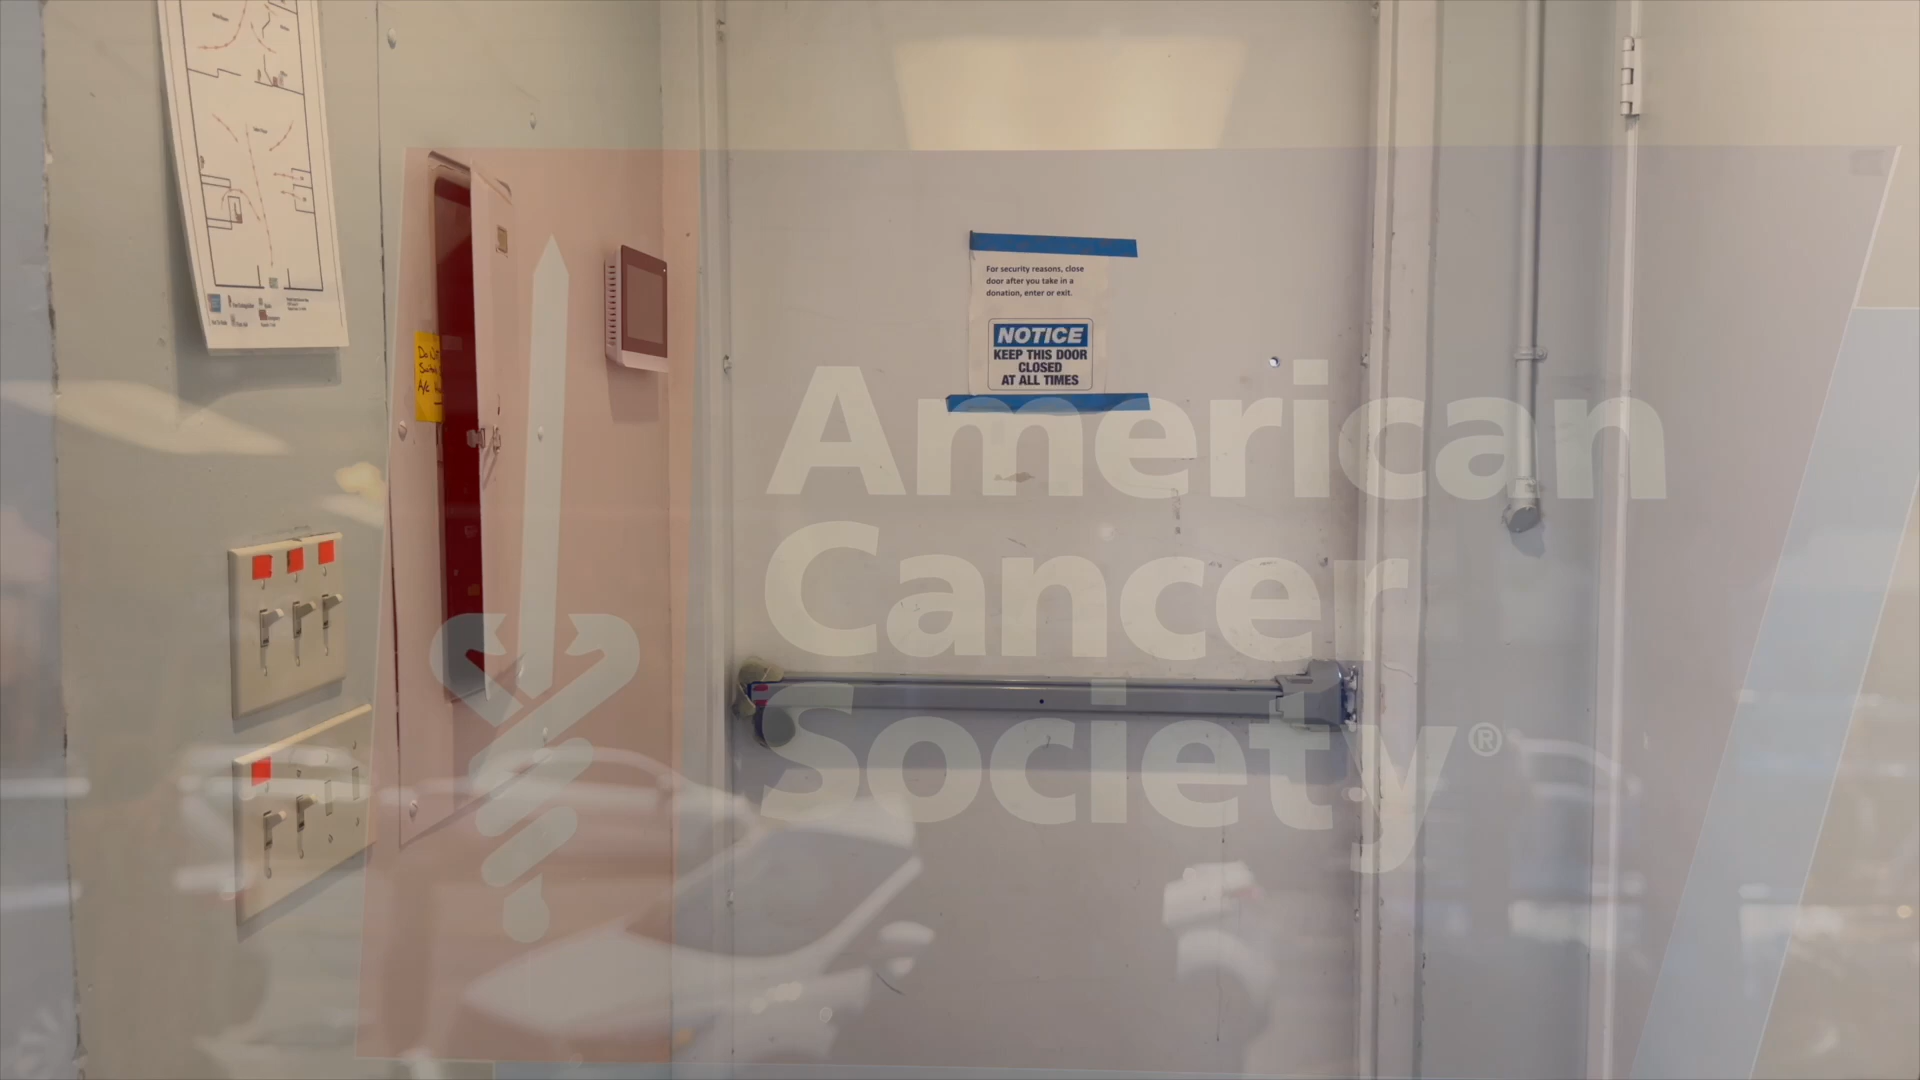 For security reasons, close
door after you take in a
donation, enter or exit.
NOTICE
KEEP THIS DOOR
CLOSED
AT ALL TIMES
American
Cancer
Society®